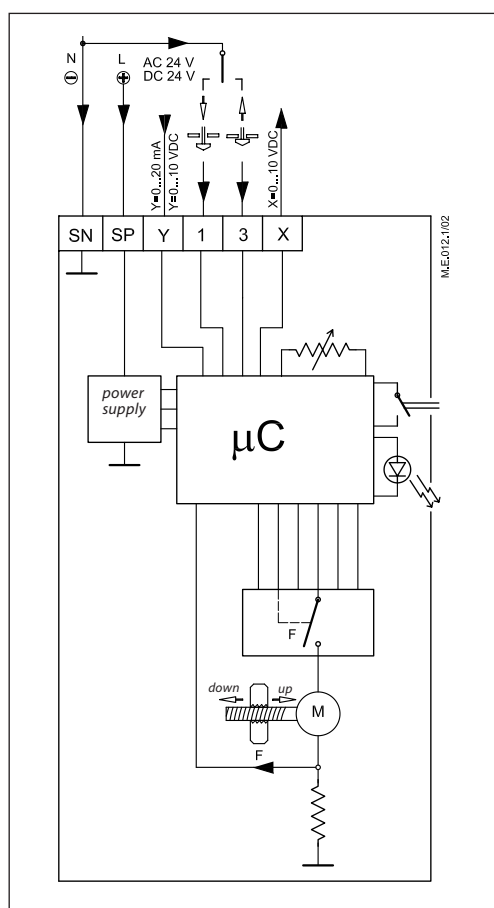 N
L
AC 24 V
DC 24 V
Y=0...20 mA
Y=0...10 VDC
X=0...10 VDC
SN SP Y 1 3 X
M.E.012.1/02
power
supply
µC
F
down up
M
F